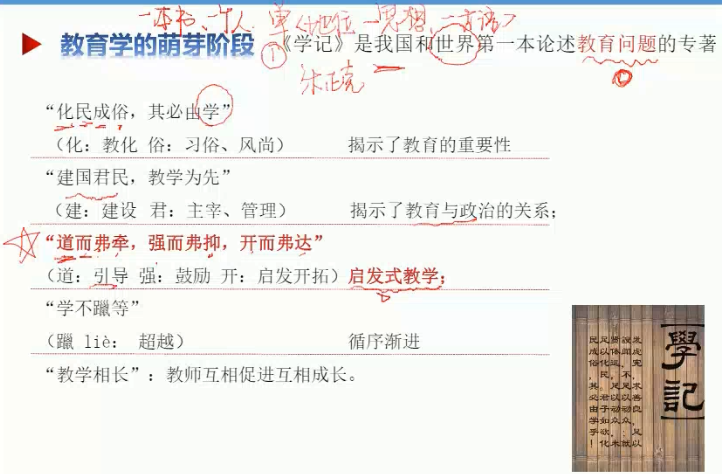 一本书、一个人
教育学的萌芽阶段 ①《学记》是我国和世界第一本论述教育问题的专著
“化民成俗，其必由学”
（化：教化 俗：习俗、风尚） 揭示了教育的重要性
“建国君民，教学为先”
（建：建设 君：主宰、管理） 揭示了教育与政治的关系；
“道而弗牵，强而弗抑，开而弗达”
（道：引导 强：鼓励 开：启发开拓）启发式教学；
“学不躐等”
（躐 liè： 超越） 循序渐进
“教学相长”：教师互相促进互相成长。
學記